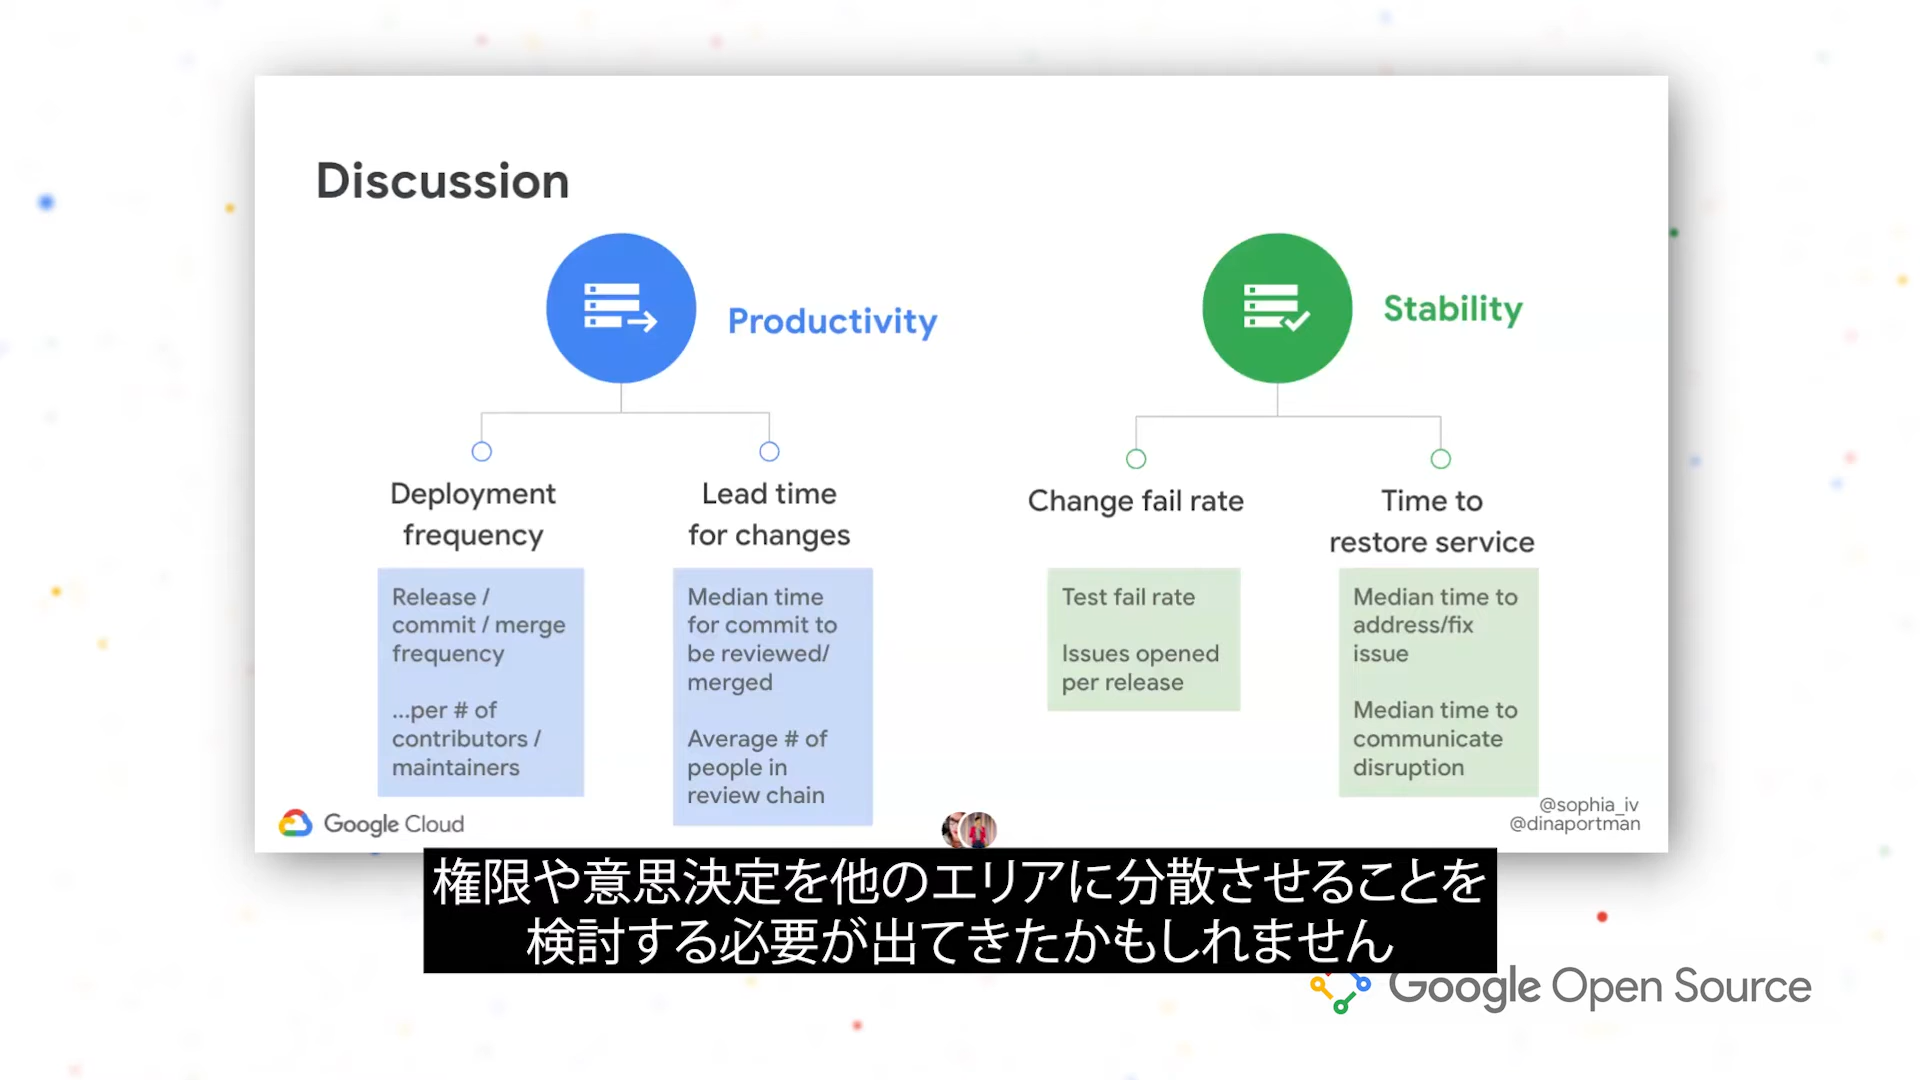 Discussion
Productivity
Stability
Deployment
frequency
Lead time
for changes
Change fail rate
Time to
restore service
Release /
commit / merge
frequency
...per # of
contributors /
maintainers
Median time
for commit to
be reviewed/
merged
Average # of
people in
review chain
Test fail rate
Issues opened
per release
Median time to
address/fix
issue
Median time to
communicate
disruption
Google Cloud
@sophia_iv
@dinaportman
権限や意思決定を他のエリアに分散させることを
検討する必要が出てきたかもしれません
Google Open Source